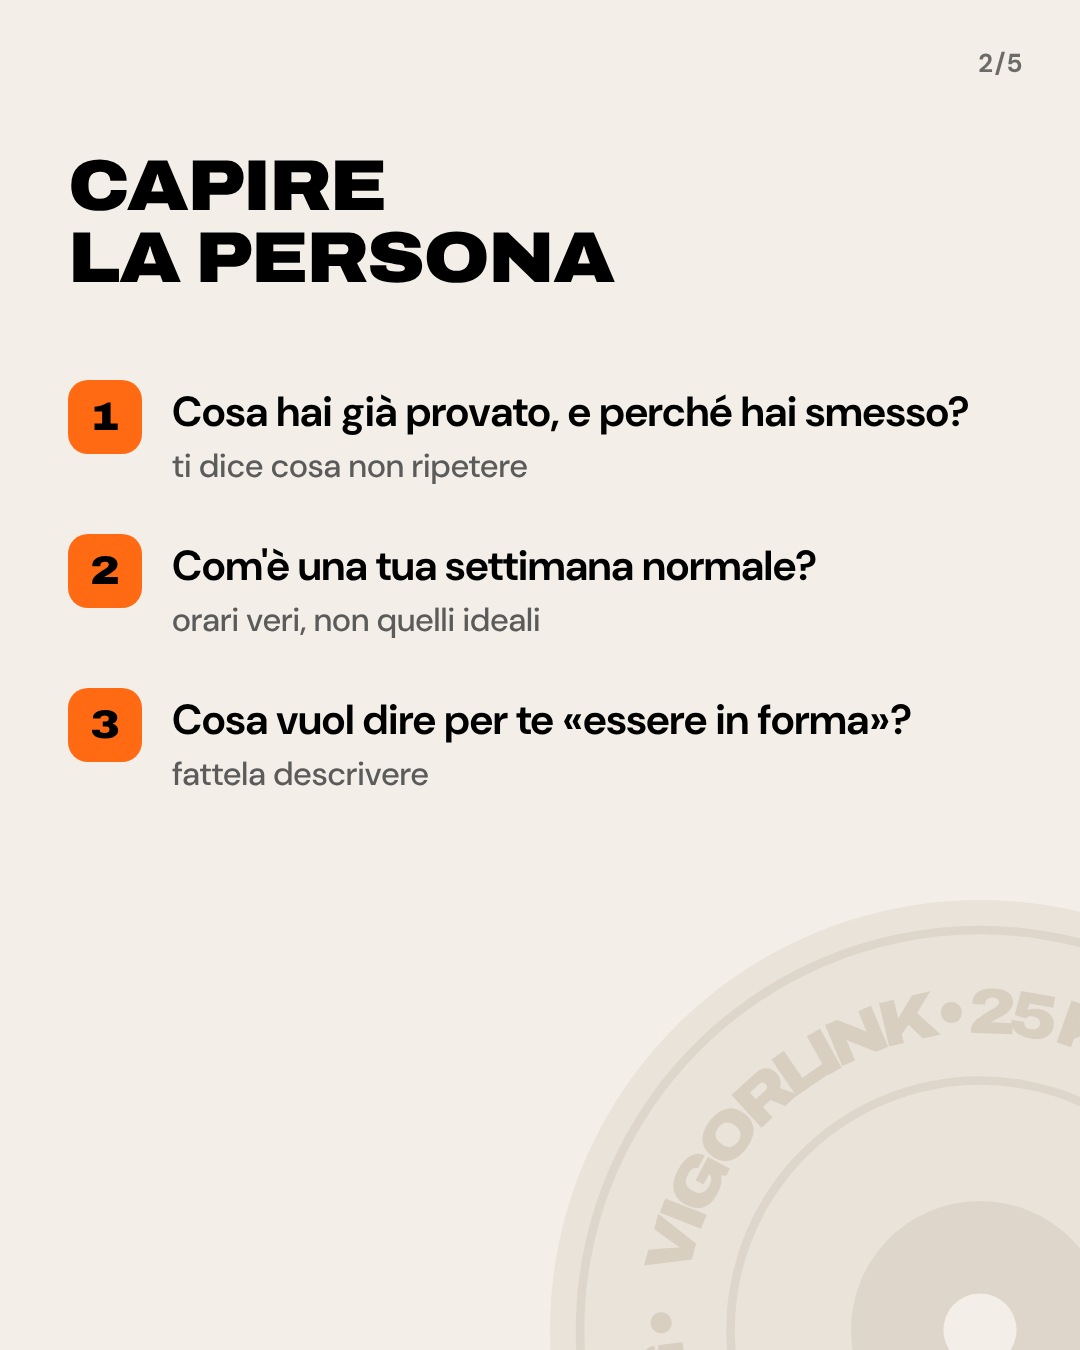 2/5
CAPIRE
LA PERSONA
1 Cosa hai già provato, e perché hai smesso?
ti dice cosa non ripetere
2 Com'è una tua settimana normale?
orari veri, non quelli ideali
3 Cosa vuol dire per te «essere in forma»?
fattela descrivere
VIGORLINK • 25